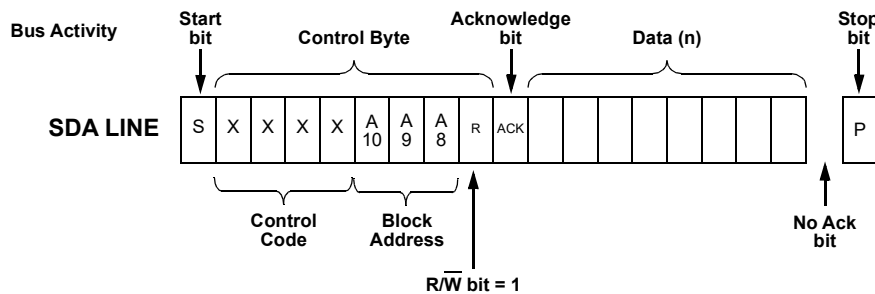 Bus Activity
Start
bit
Control Byte
Acknowledge
bit
Data (n)
Stop
bit
SDA LINE
S
X
X
X
X
A
10
A
9
A
8
R
ACK
P
Control
Code
Block
Address
No Ack
bit
R/W̅ bit = 1